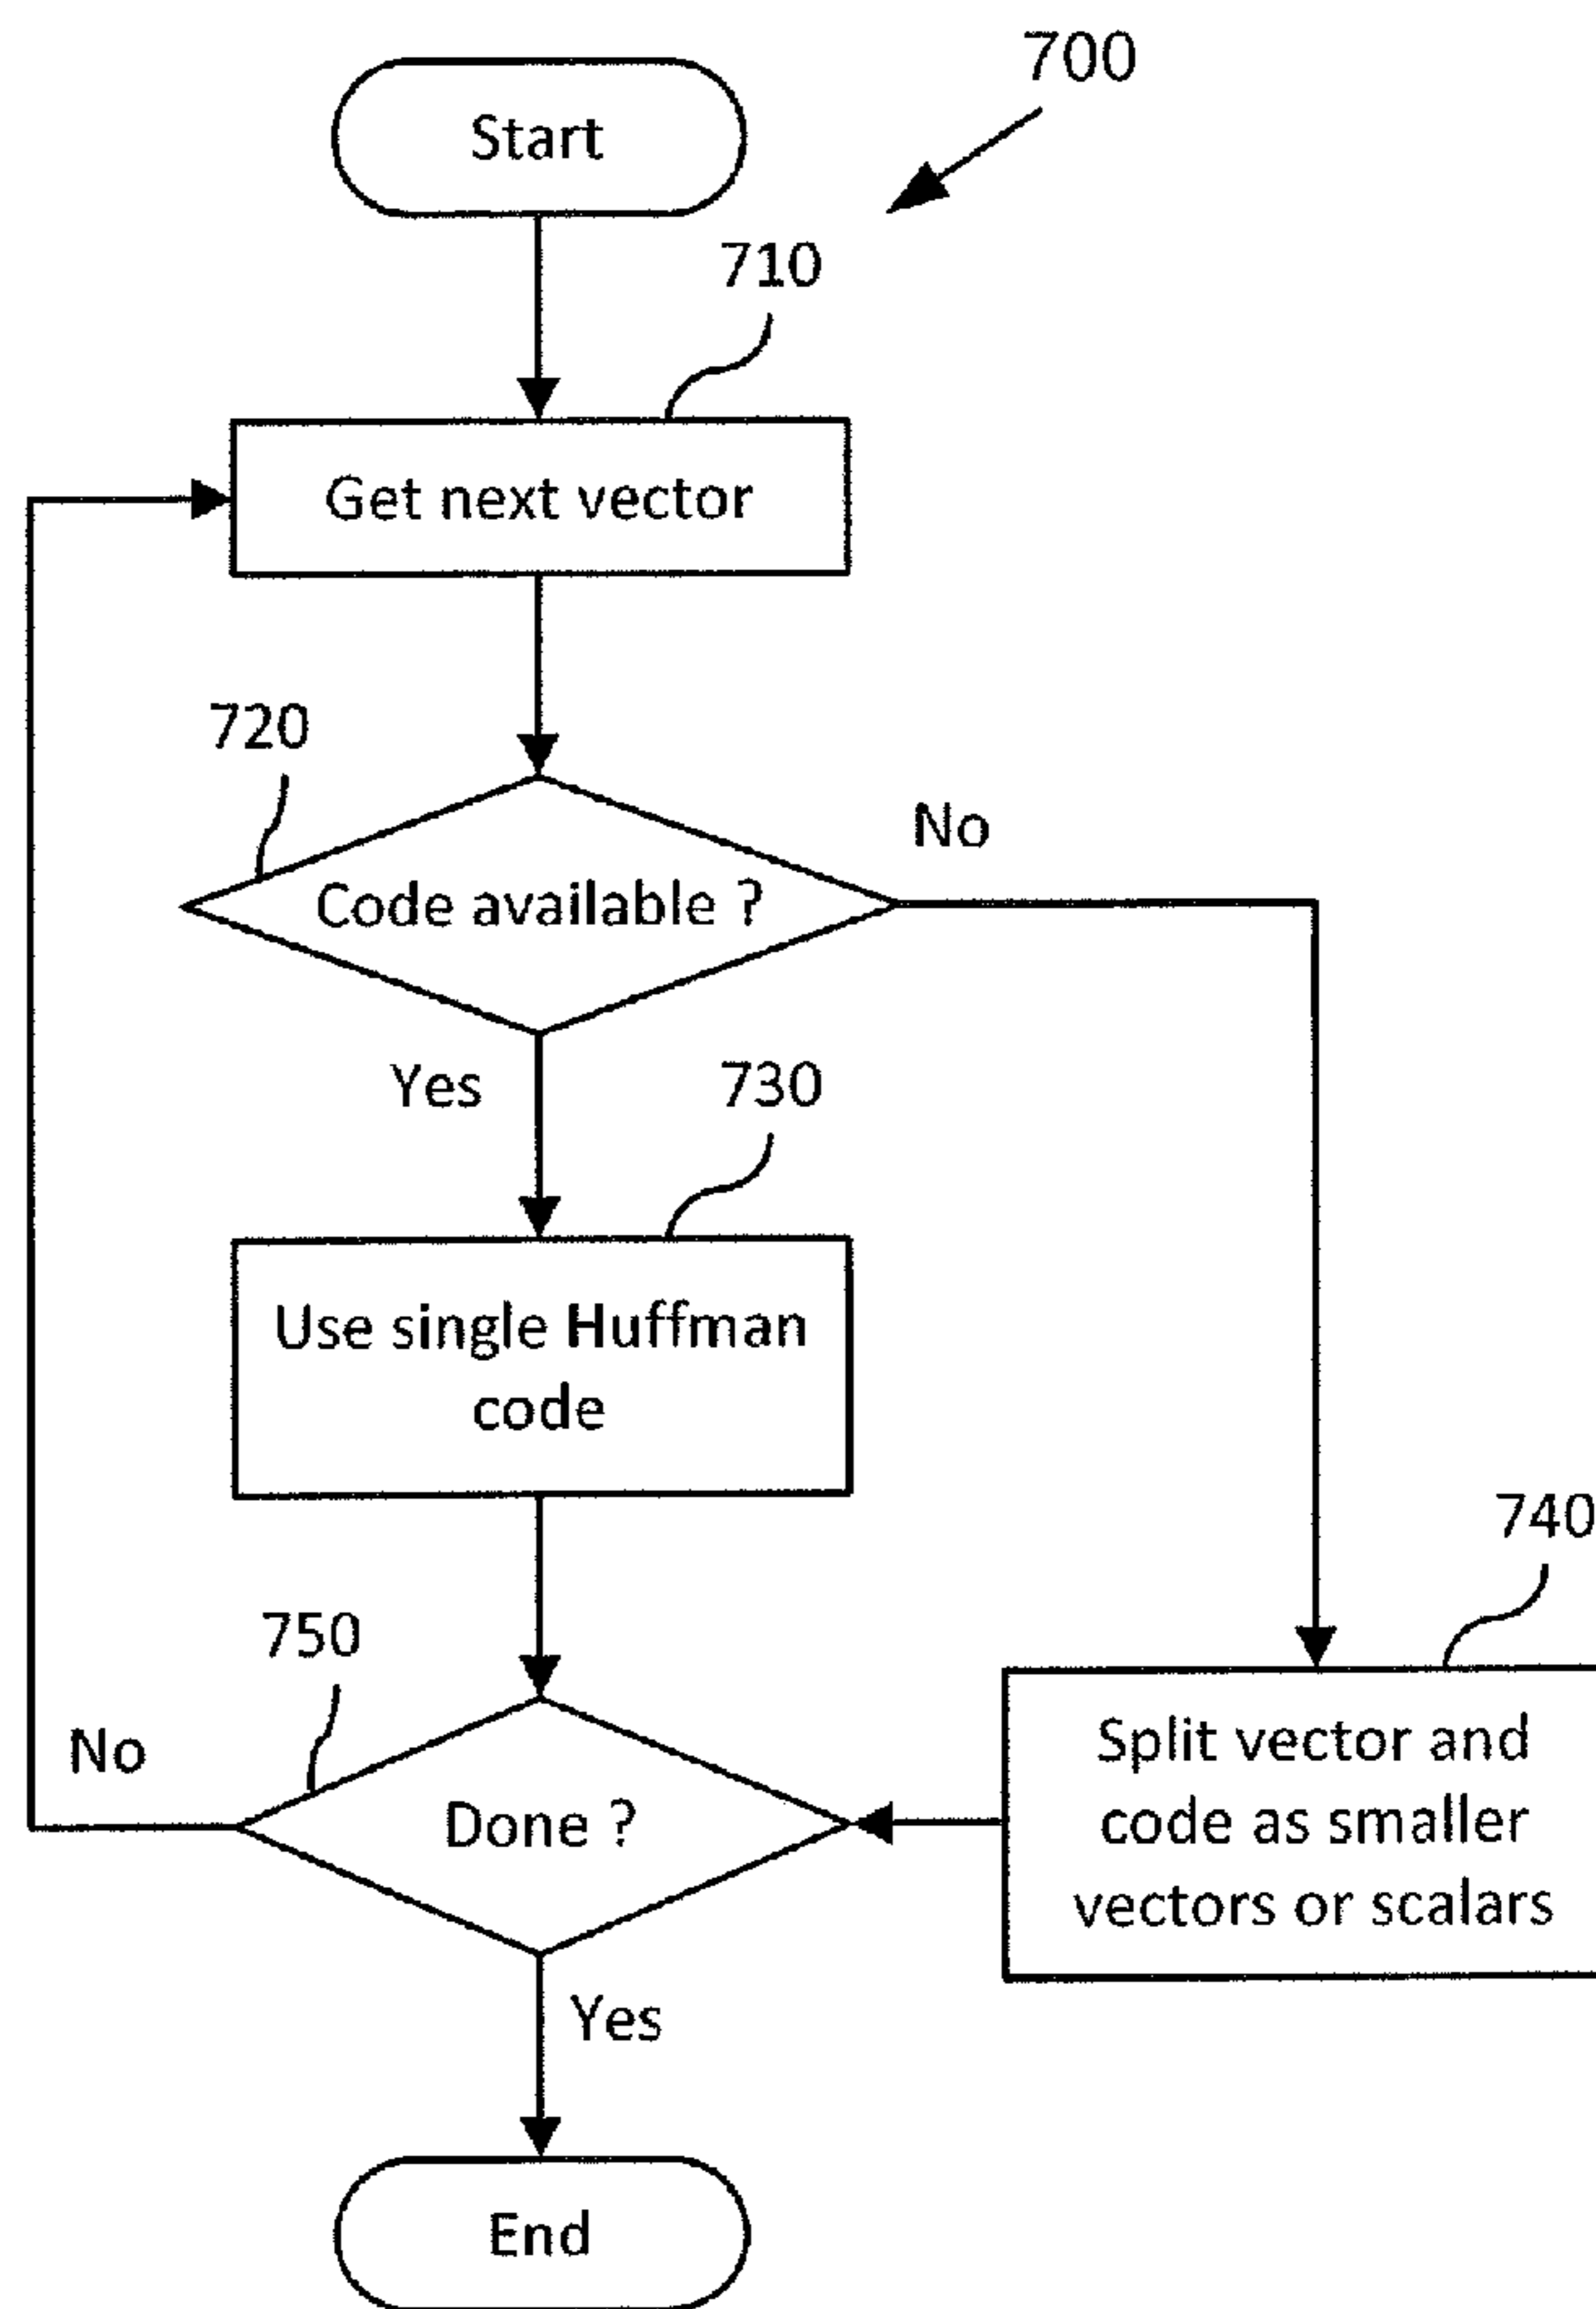 700
Start
710
Get next vector
720
No
Code available ?
Yes
730
Use single Huffman
code
740
750
No
Done ?
Split vector and
code as smaller
vectors or scalars
Yes
End